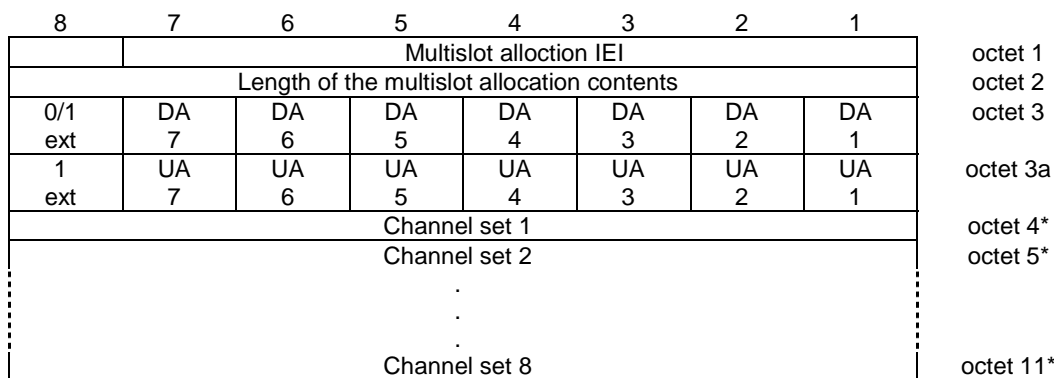 8 7 6 5 4 3 2 1
Multislot alloction IEI octet 1
Length of the multislot allocation contents octet 2
0/1 DA DA DA DA DA DA DA octet 3
ext 7 6 5 4 3 2 1
1 UA UA UA UA UA UA UA octet 3a
ext 7 6 5 4 3 2 1
Channel set 1 octet 4*
Channel set 2 octet 5*
.
.
.
Channel set 8 octet 11*